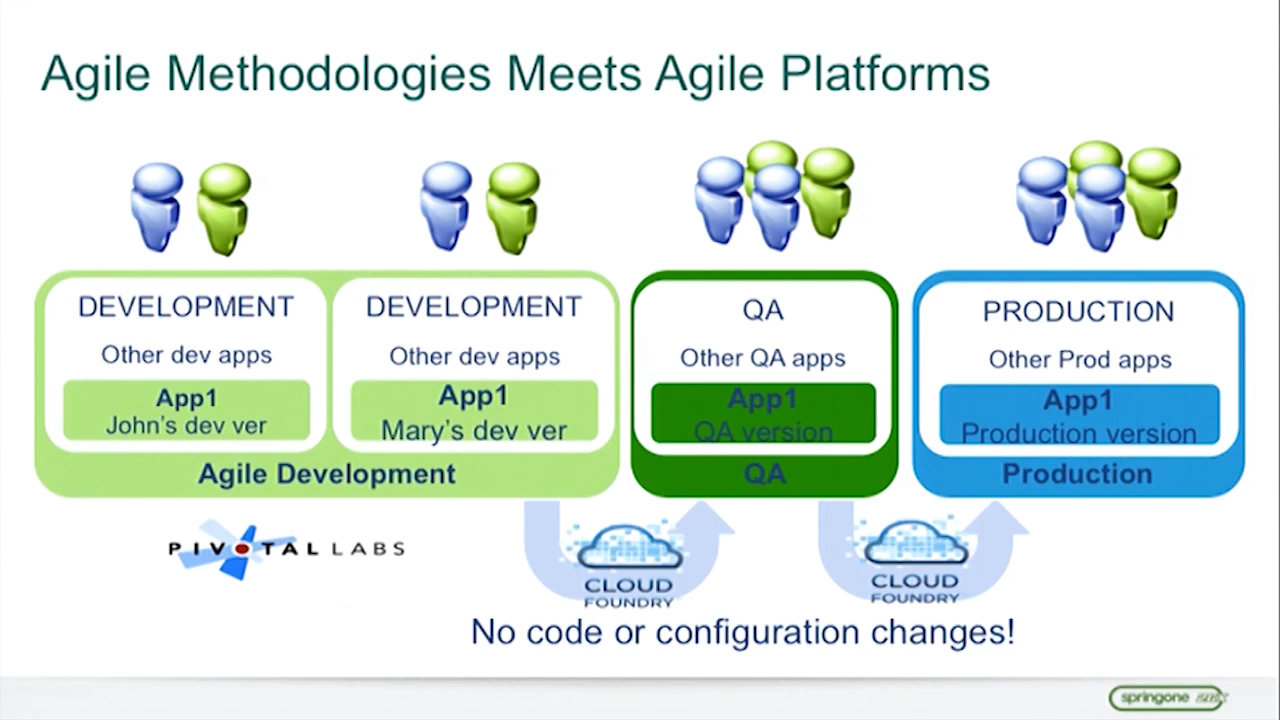 Agile Methodologies Meets Agile Platforms
DEVELOPMENT
Other dev apps
App1
John's dev ver
DEVELOPMENT
Other dev apps
App1
Mary's dev ver
Agile Development
QA
Other QA apps
App1
QA version
QA
PRODUCTION
Other Prod apps
App1
Production version
Production
PIVOTAL LABS
CLOUD
FOUNDRY
CLOUD
FOUNDRY
No code or configuration changes!
springone